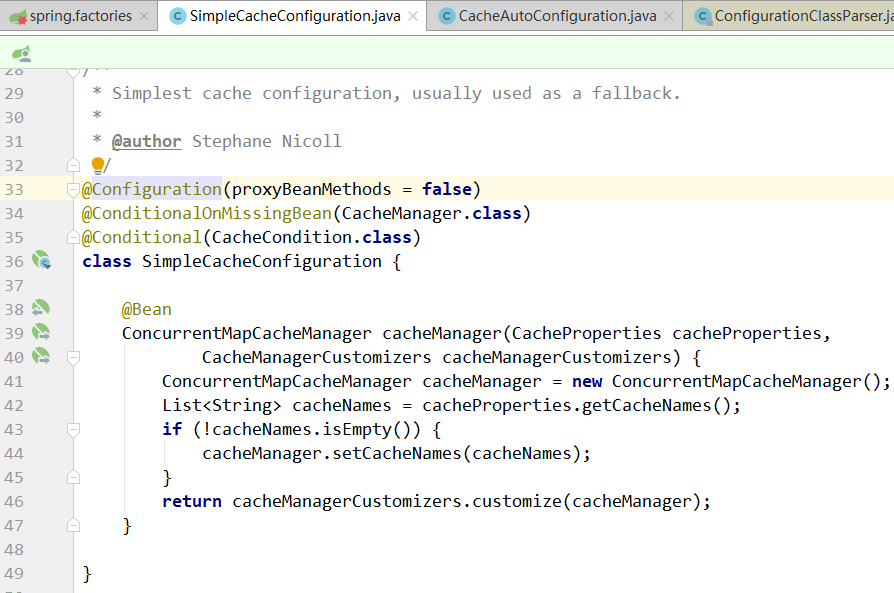 spring.factories SimpleCacheConfiguration.java CacheAutoConfiguration.java ConfigurationClassParser.ja
28 /**
29  * Simplest cache configuration, usually used as a fallback.
30  *
31  * @author Stephane Nicoll
32  */
33 @Configuration(proxyBeanMethods = false)
34 @ConditionalOnMissingBean(CacheManager.class)
35 @Conditional(CacheCondition.class)
36 class SimpleCacheConfiguration {
37
38     @Bean
39     ConcurrentMapCacheManager cacheManager(CacheProperties cacheProperties,
40             CacheManagerCustomizers cacheManagerCustomizers) {
41         ConcurrentMapCacheManager cacheManager = new ConcurrentMapCacheManager();
42         List<String> cacheNames = cacheProperties.getCacheNames();
43         if (!cacheNames.isEmpty()) {
44             cacheManager.setCacheNames(cacheNames);
45         }
46         return cacheManagerCustomizers.customize(cacheManager);
47     }
48
49 }